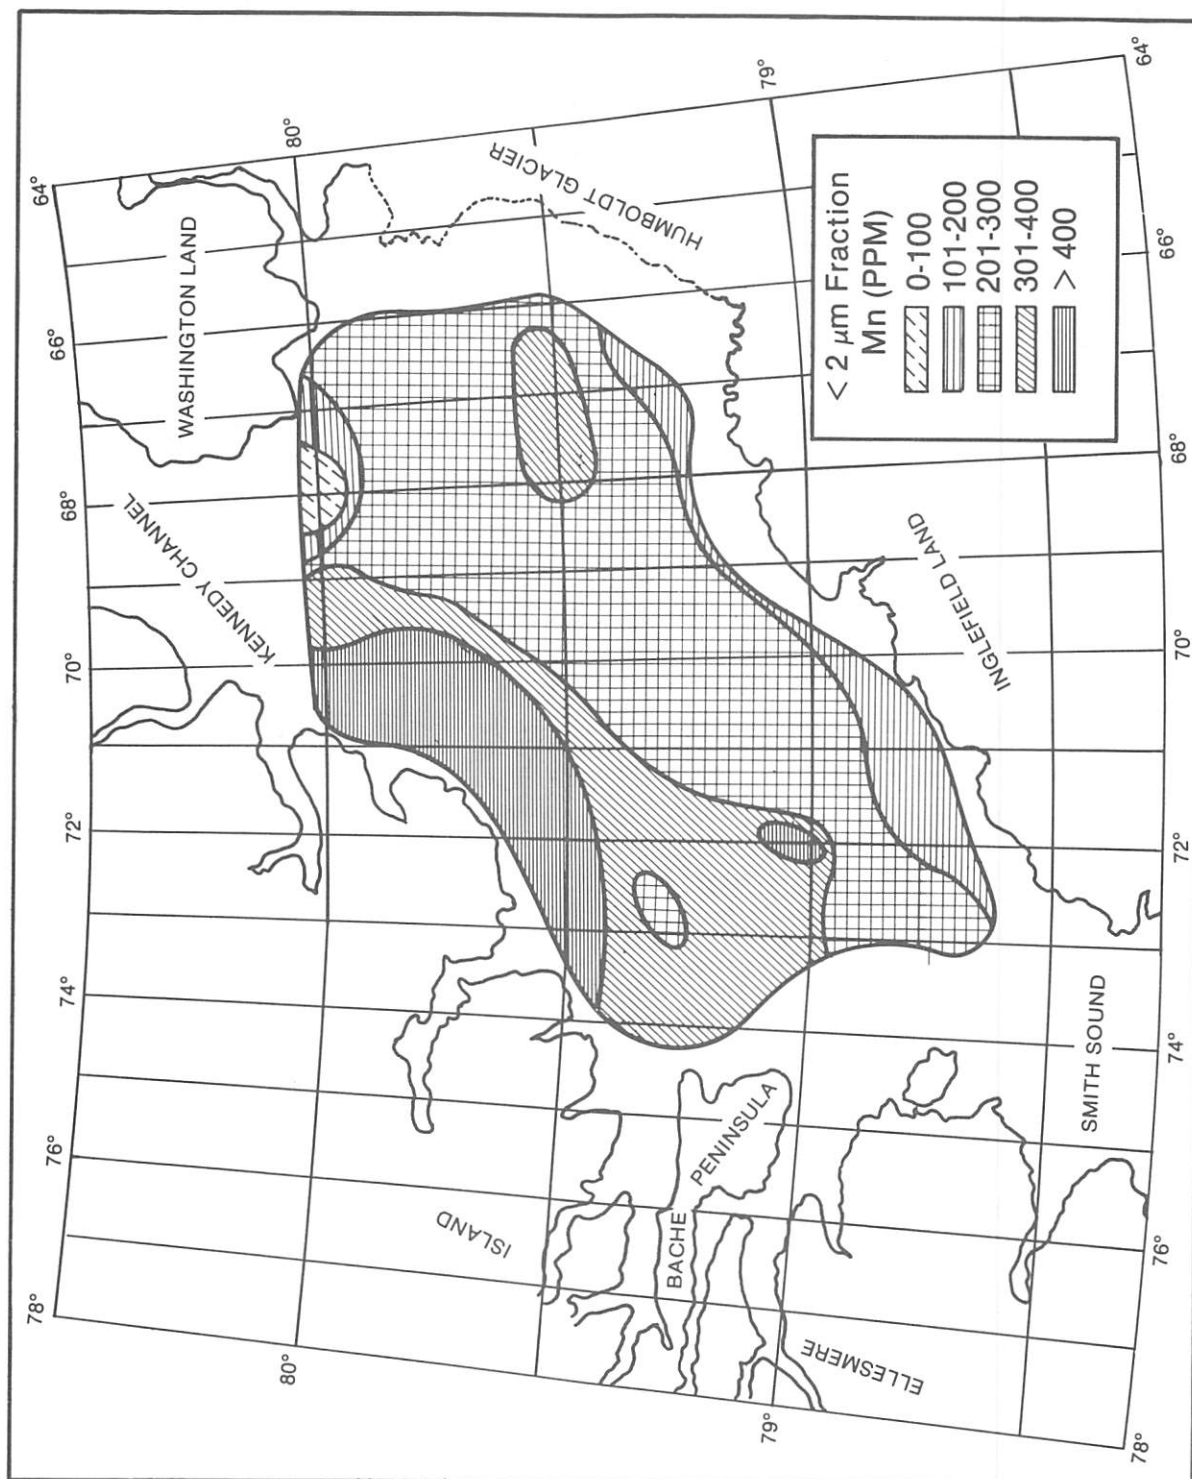 64°
66°
68°
70°
72°
74°
76°
78°
80°
80°
79°
79°
64°
66°
68°
70°
72°
74°
76°
78°
WASHINGTON LAND
KENNEDY CHANNEL
HUMBOLDT GLACIER
INGLEFIELD LAND
SMITH SOUND
BACHE PENINSULA
ELLESMERE ISLAND
< 2 μm Fraction
Mn (PPM)
0-100
101-200
201-300
301-400
> 400